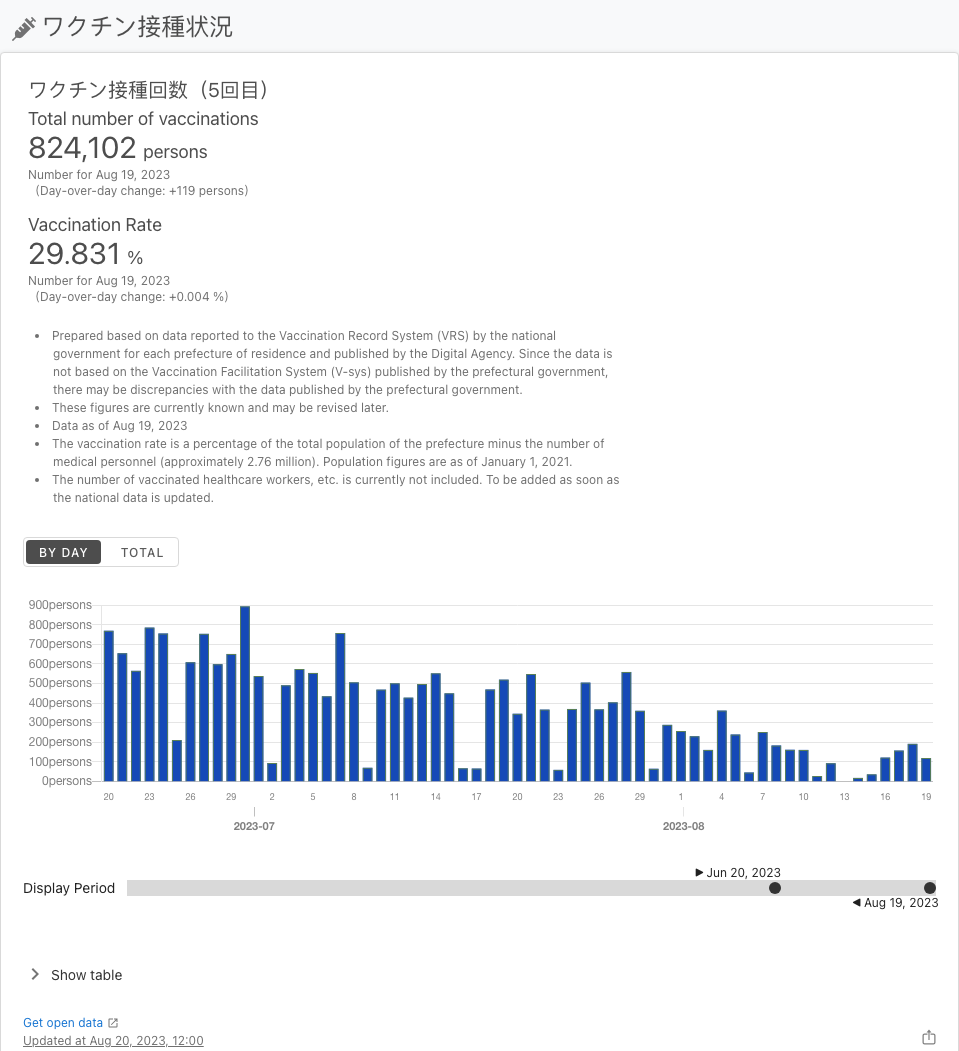 ワクチン接種状況
ワクチン接種回数（5回目）
Total number of vaccinations
824,102 persons
Number for Aug 19, 2023
（Day-over-day change: +119 persons）
Vaccination Rate
29.831 %
Number for Aug 19, 2023
（Day-over-day change: +0.004 %）
• Prepared based on data reported to the Vaccination Record System (VRS) by the national
government for each prefecture of residence and published by the Digital Agency. Since the data is
not based on the Vaccination Facilitation System (V-sys) published by the prefectural government,
there may be discrepancies with the data published by the prefectural government.
• These figures are currently known and may be revised later.
• Data as of Aug 19, 2023
• The vaccination rate is a percentage of the total population of the prefecture minus the number of
medical personnel (approximately 2.76 million). Population figures are as of January 1, 2021.
• The number of vaccinated healthcare workers, etc. is currently not included. To be added as soon as
the national data is updated.
BY DAY TOTAL
900persons
800persons
700persons
600persons
500persons
400persons
300persons
200persons
100persons
0persons
20 23 26 29 2 5 8 11 14 17 20 23 26 29 1 4 7 10 13 16 19
2023-07 2023-08
Jun 20, 2023
Display Period
Aug 19, 2023
Show table
Get open data
Updated at Aug 20, 2023, 12:00